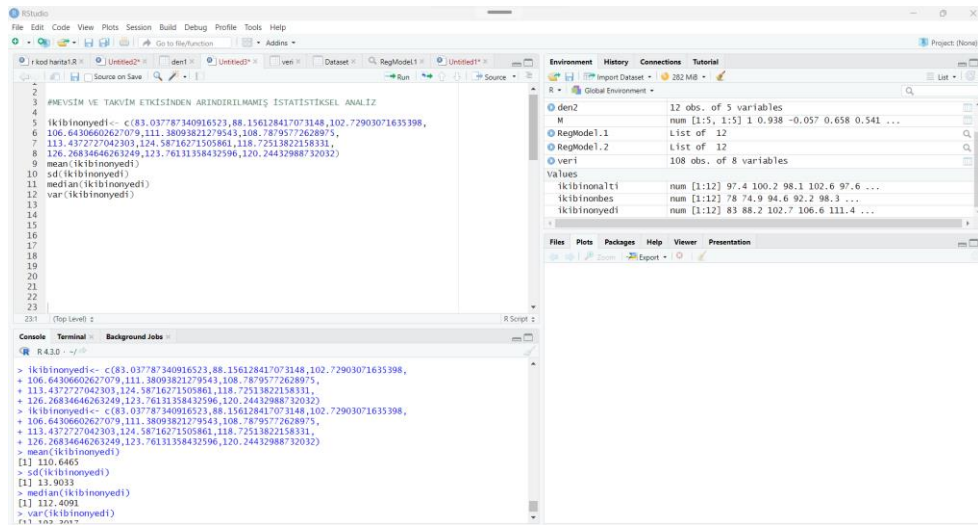 RStudio
File Edit Code View Plots Session Build Debug Profile Tools Help
Go to file/function Addins
Project: (None)
r kod harita1.R Untitled2* den1 Untitled3* veri Dataset RegModel.1 Untitled1*
Source on Save Run Source
2
3 #MEVSİM VE TAKVİM ETKİSİNDEN ARINDIRILMAMIŞ İSTATİSTİKSEL ANALİZ
4
5 ikibinonyedi<- c(83.037787340916523,88.156128417073148,102.72903071635398,
6 106.64306602627079,111.38093821279543,108.78795772628975,
7 113.4372727042303,124.58716271505861,118.72513822158331,
8 126.26834646263249,123.76131358432596,120.24432988732032)
9 mean(ikibinonyedi)
10 sd(ikibinonyedi)
11 median(ikibinonyedi)
12 var(ikibinonyedi)
13
14
15
16
17
18
19
20
21
22
23
23:1 (Top Level) R Script
Console Terminal Background Jobs
R 4.3.0 · ~/
> ikibinonyedi<- c(83.037787340916523,88.156128417073148,102.72903071635398,
+ 106.64306602627079,111.38093821279543,108.78795772628975,
+ 113.4372727042303,124.58716271505861,118.72513822158331,
+ 126.26834646263249,123.76131358432596,120.24432988732032)
> ikibinonyedi<- c(83.037787340916523,88.156128417073148,102.72903071635398,
+ 106.64306602627079,111.38093821279543,108.78795772628975,
+ 113.4372727042303,124.58716271505861,118.72513822158331,
+ 126.26834646263249,123.76131358432596,120.24432988732032)
> mean(ikibinonyedi)
[1] 110.6465
> sd(ikibinonyedi)
[1] 13.9033
> median(ikibinonyedi)
[1] 112.4091
> var(ikibinonyedi)
[1] 193.3017
Environment History Connections Tutorial
Import Dataset 282 MiB List
R Global Environment
den2 12 obs. of 5 variables
M num [1:5, 1:5] 1 0.938 -0.057 0.658 0.541 ...
RegModel.1 List of 12
RegModel.2 List of 12
veri 108 obs. of 8 variables
Values
ikibinonalti num [1:12] 97.4 100.2 98.1 102.6 97.6 ...
ikibinonbes num [1:12] 78 74.9 94.6 92.2 98.3 ...
ikibinonyedi num [1:12] 83 88.2 102.7 106.6 111.4 ...
Files Plots Packages Help Viewer Presentation
Zoom Export